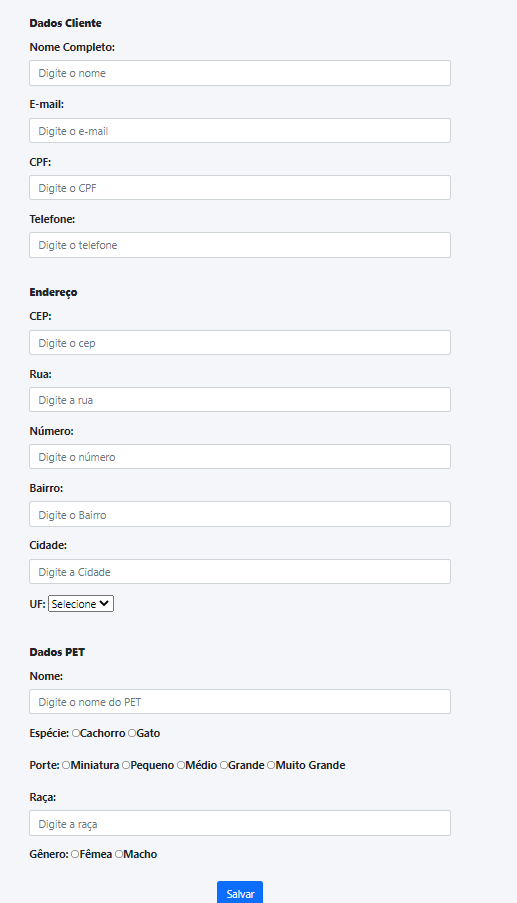 Dados Cliente
Nome Completo:
Digite o nome
E-mail:
Digite o e-mail
CPF:
Digite o CPF
Telefone:
Digite o telefone
Endereço
CEP:
Digite o cep
Rua:
Digite a rua
Número:
Digite o número
Bairro:
Digite o Bairro
Cidade:
Digite a Cidade
UF: Selecione
Dados PET
Nome:
Digite o nome do PET
Espécie: Cachorro Gato
Porte: Miniatura Pequeno Médio Grande Muito Grande
Raça:
Digite a raça
Gênero: Fêmea Macho
Salvar